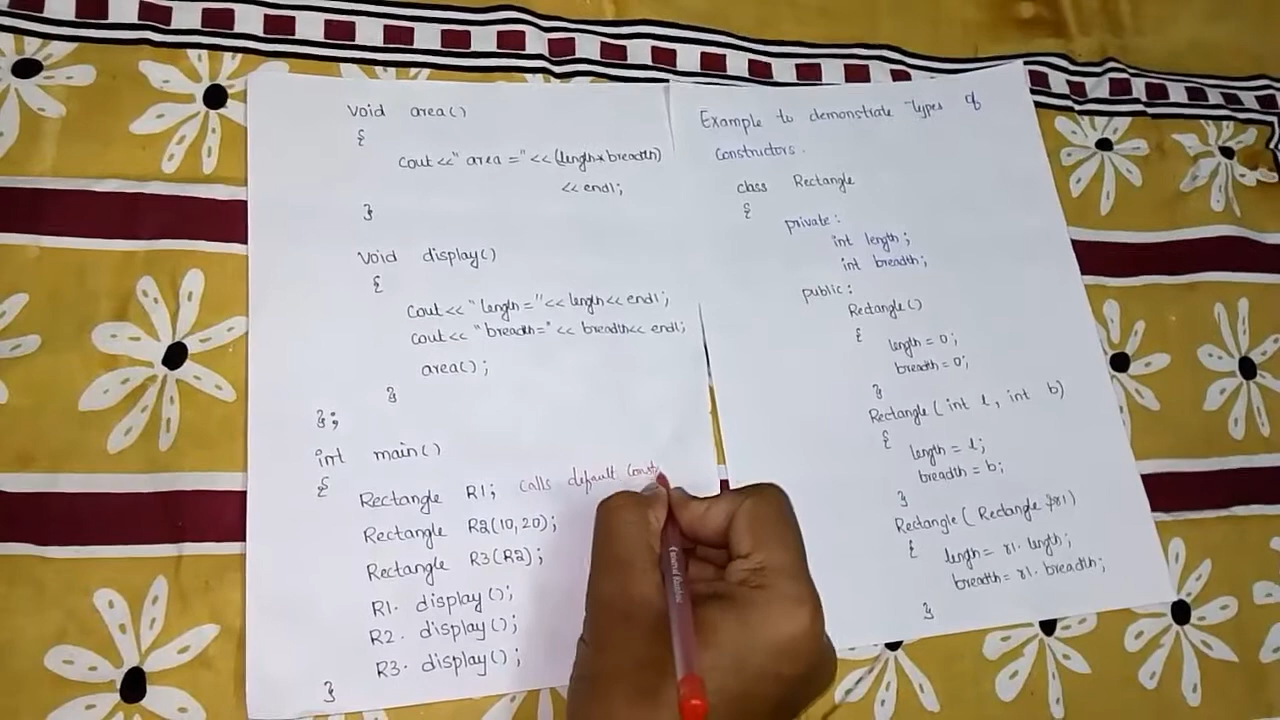 Void area()
{
cout <<" area =" << (length*breadth)
<< endl;
}
Void display()
{
Cout << "length=" << length << endl;
cout << "breadth=" << breadth << endl;
area();
}
};
int main()
{
Rectangle R1; calls default const
Rectangle R2(10,20);
Rectangle R3(R2);
R1. display();
R2. display();
R3. display();
}
Example to demonstrate Types of
Constructors.
class Rectangle
{
private:
int length;
int breadth;
public:
Rectangle()
{
length = 0;
breadth = 0;
}
Rectangle(int l, int b)
{
length = l;
breadth = b;
}
Rectangle( Rectangle &r1)
{
length = r1. length;
breadth = r1. breadth;
}